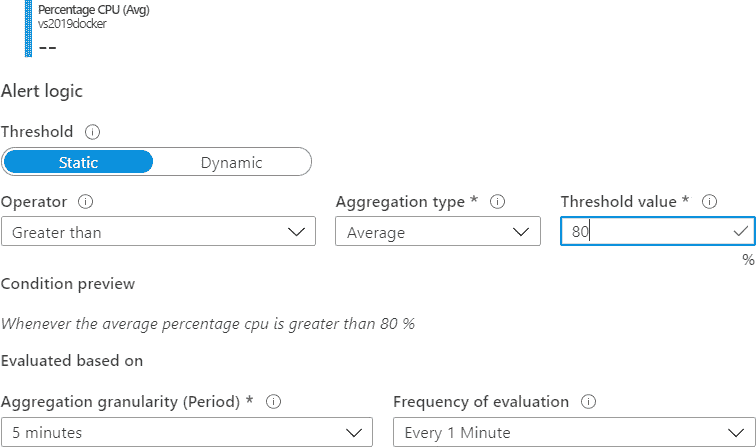 Percentage CPU (Avg)
vs2019docker
--
Alert logic
Threshold
Static Dynamic
Operator Aggregation type * Threshold value *
Greater than Average 80
%
Condition preview
Whenever the average percentage cpu is greater than 80 %
Evaluated based on
Aggregation granularity (Period) * Frequency of evaluation
5 minutes Every 1 Minute